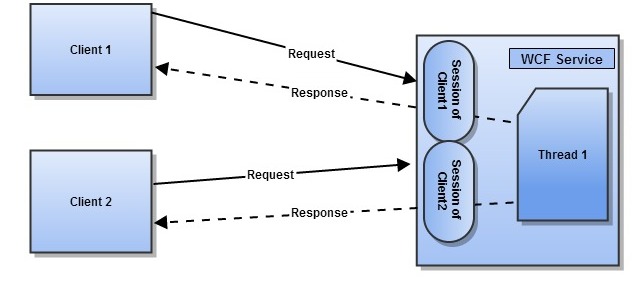 Client 1
Request
Response
WCF Service
Session of
Client1
Thread 1
Client 2
Request
Response
Session of
Client2